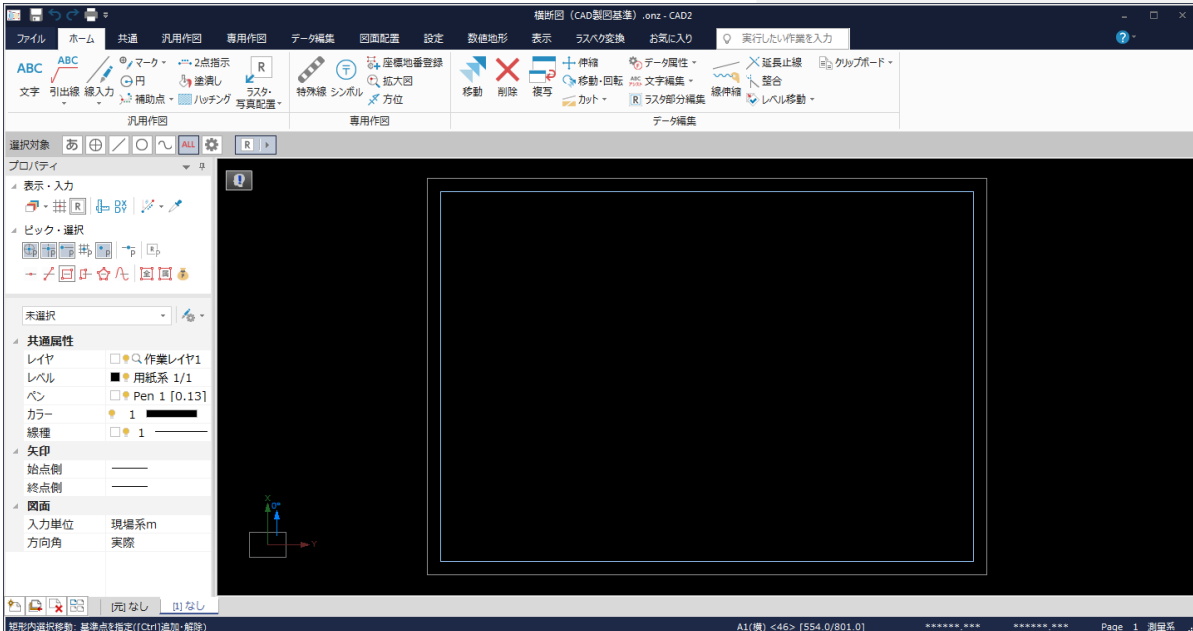 横断図（CAD製図基準）.onz - CAD2
ファイル ホーム 共通 汎用作図 専用作図 データ編集 図面配置 設定 数値地形 表示 ラスベク変換 お気に入り 実行したい作業を入力
ABC 文字
ABC 引出線
線入力
マーク
円
補助点
2点指示
塗潰し
ハッチング
R ラスタ・写真配置
汎用作図
特殊線
シンボル
座標地番登録
拡大図
方位
専用作図
移動
削除
複写
伸縮
移動・回転
カット
データ属性
ABC 文字編集
R ラスタ部分編集
線伸縮
延長止線
整合
レベル移動
クリップボード
データ編集
選択対象 あ ALL R
プロパティ
表示・入力
R DX DY
ピック・選択
P P P P P P R P
全 属
未選択
共通属性
レイヤ 作業レイヤ1
レベル 用紙系 1/1
ペン Pen 1 [0.13]
カラー 1
線種 1
矢印
始点側
終点側
図面
入力単位 現場系m
方向角 実際
X
0°
Y
[元] なし [1] なし
矩形内選択移動: 基準点を指定([Ctrl]追加・解除)
A1(横) <46> [554.0/801.0] ******.*** ******.*** Page 1 測量系